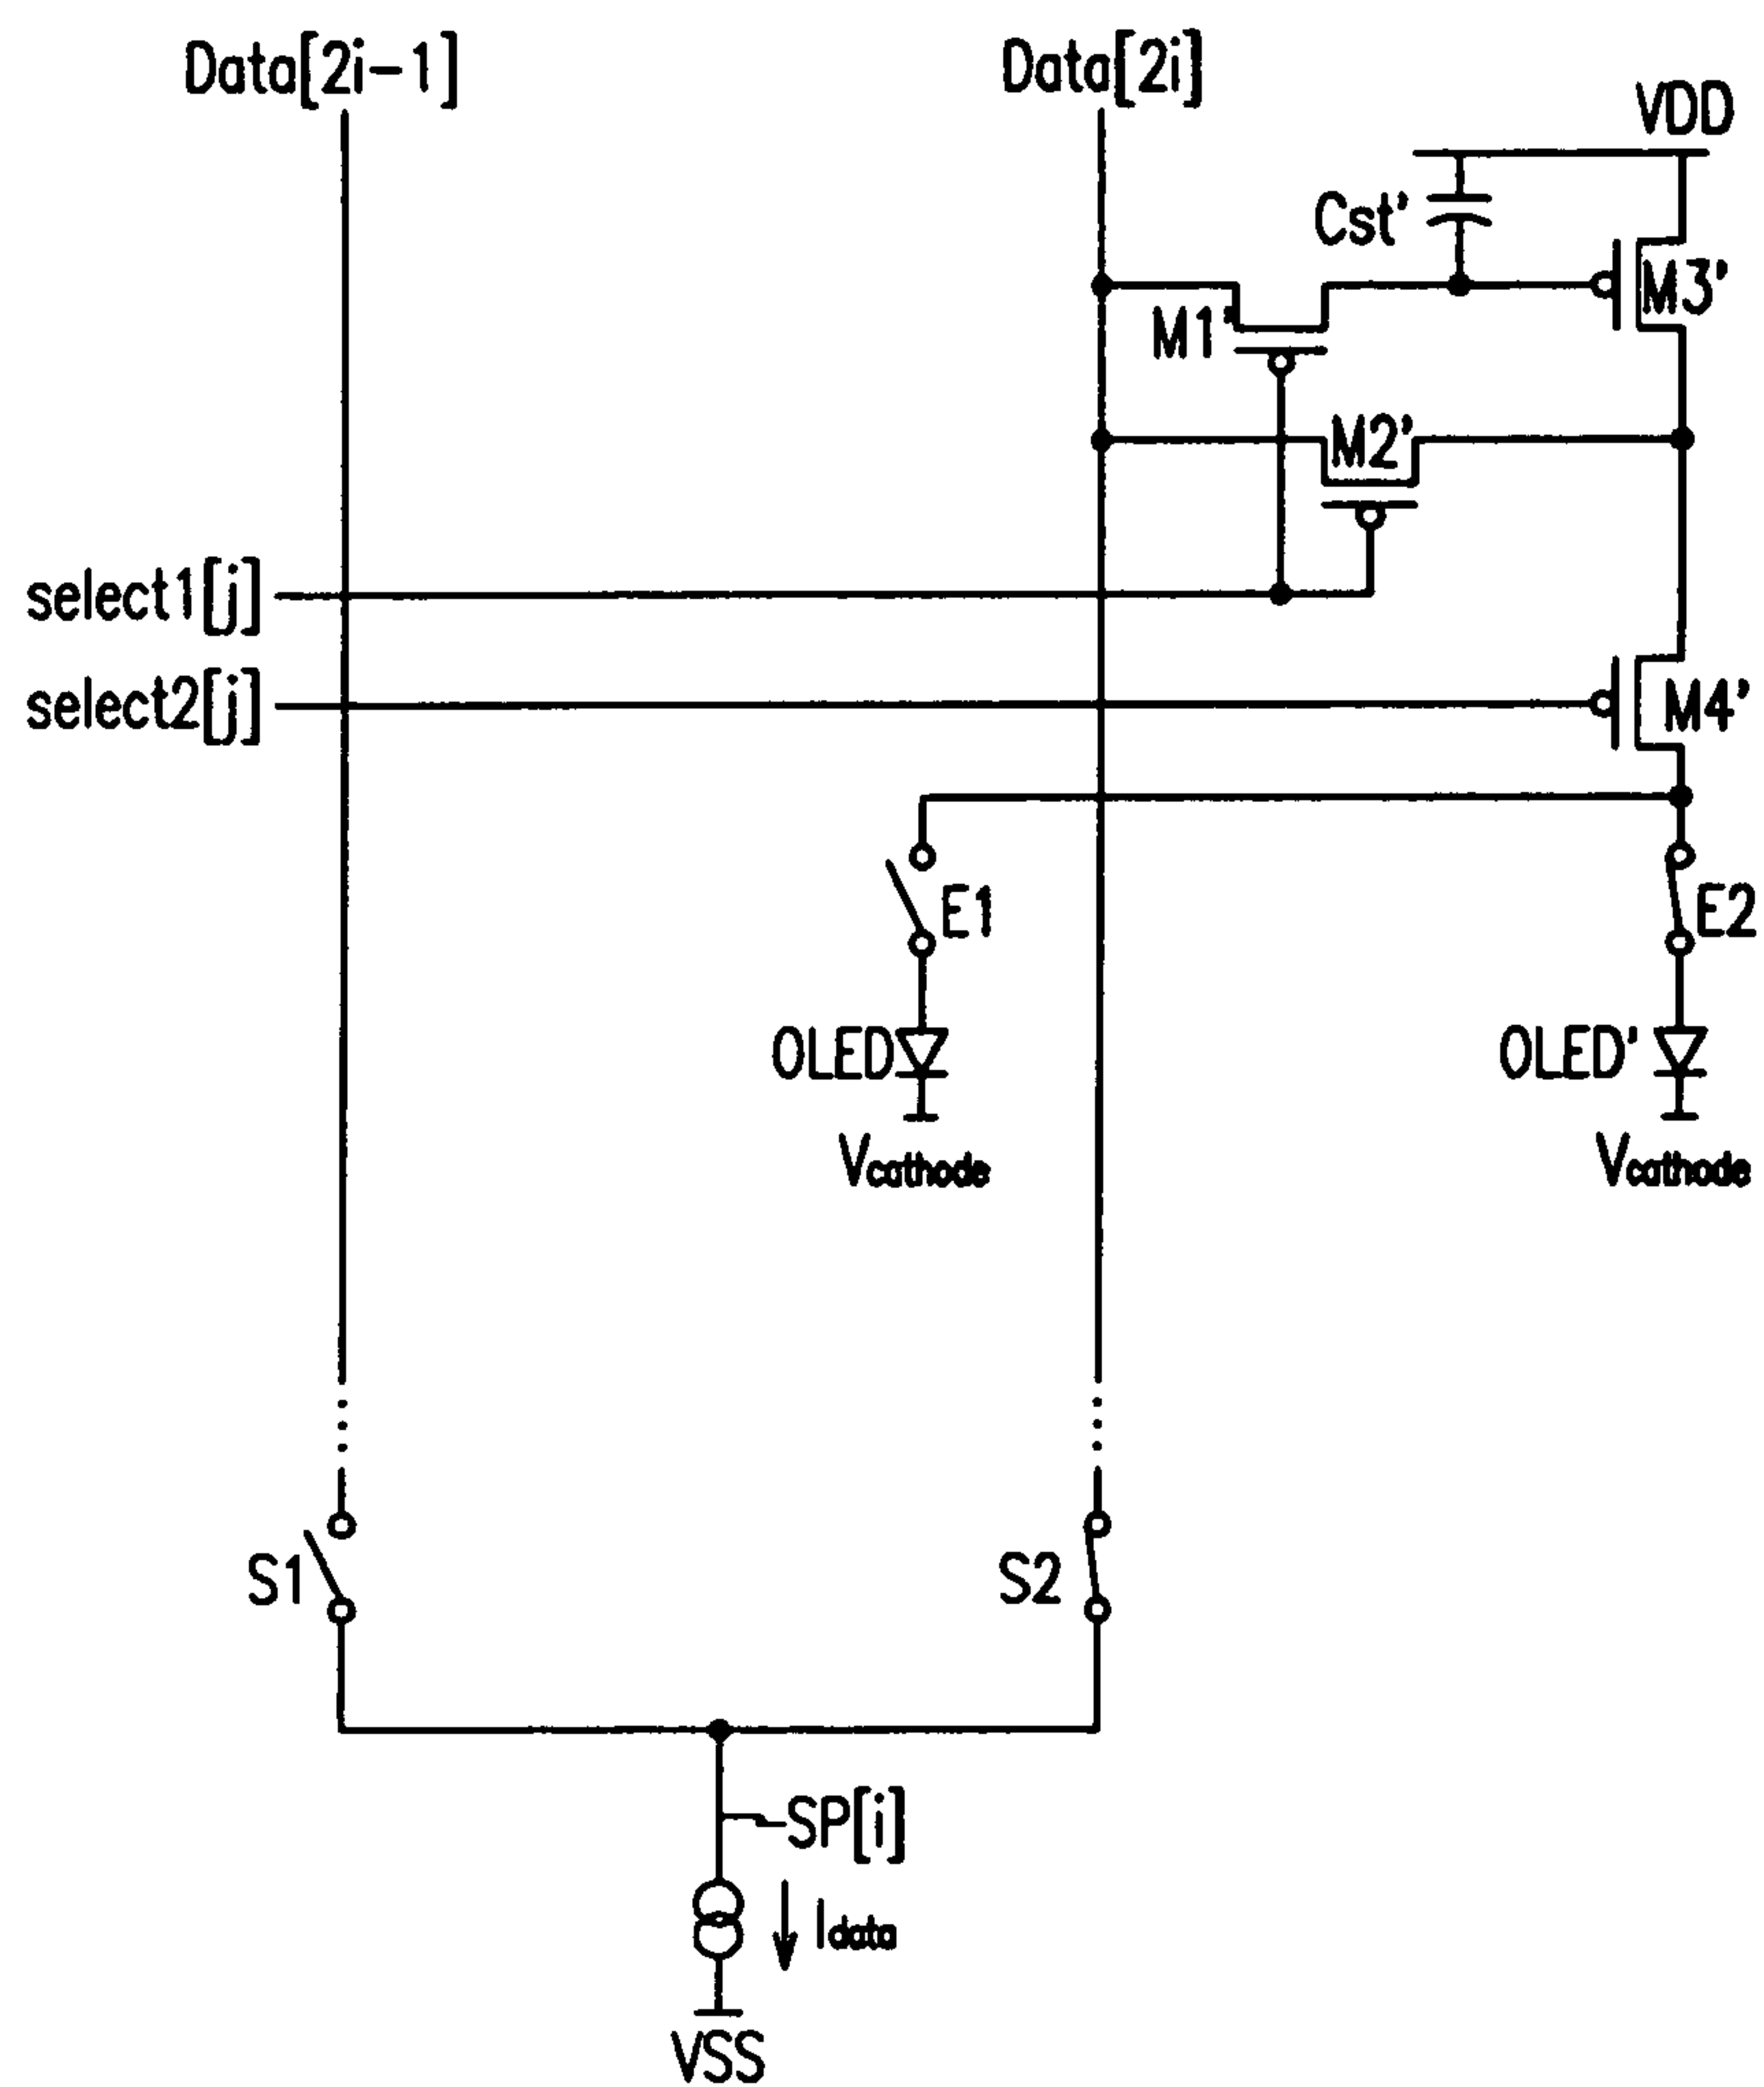 Data[2i-1]
Data[2i]
VDD
Cst'
M3'
M1'
M2'
select1[j]
select2[j]
M4'
E1
E2
OLED
OLED'
Vcathode
Vcathode
S1
S2
SP[i]
Idata
VSS